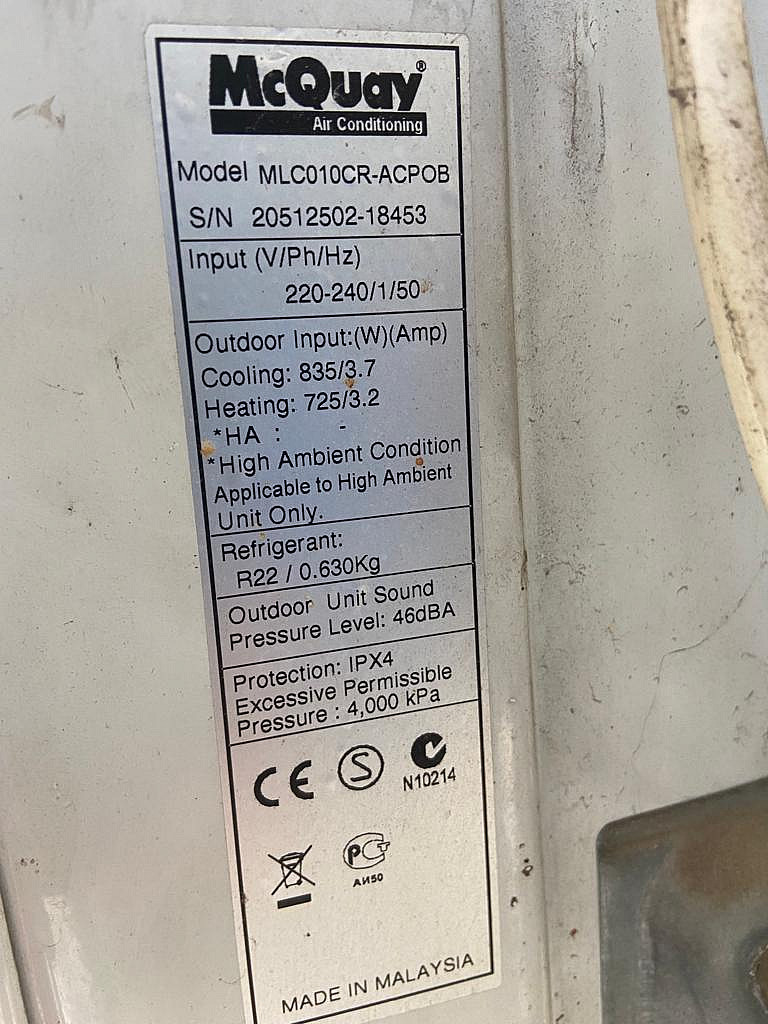 McQuay®
Air Conditioning
Model MLC010CR-ACPOB
S/N 20512502-18453
Input (V/Ph/Hz)
220-240/1/50
Outdoor Input:(W)(Amp)
Cooling: 835/3.7
Heating: 725/3.2
*HA : -
*High Ambient Condition
Applicable to High Ambient
Unit Only.
Refrigerant:
R22 / 0.630Kg
Outdoor Unit Sound
Pressure Level: 46dBA
Protection: IPX4
Excessive Permissible
Pressure : 4,000 kPa
CE S
N10214
РСТ
АИ50
MADE IN MALAYSIA